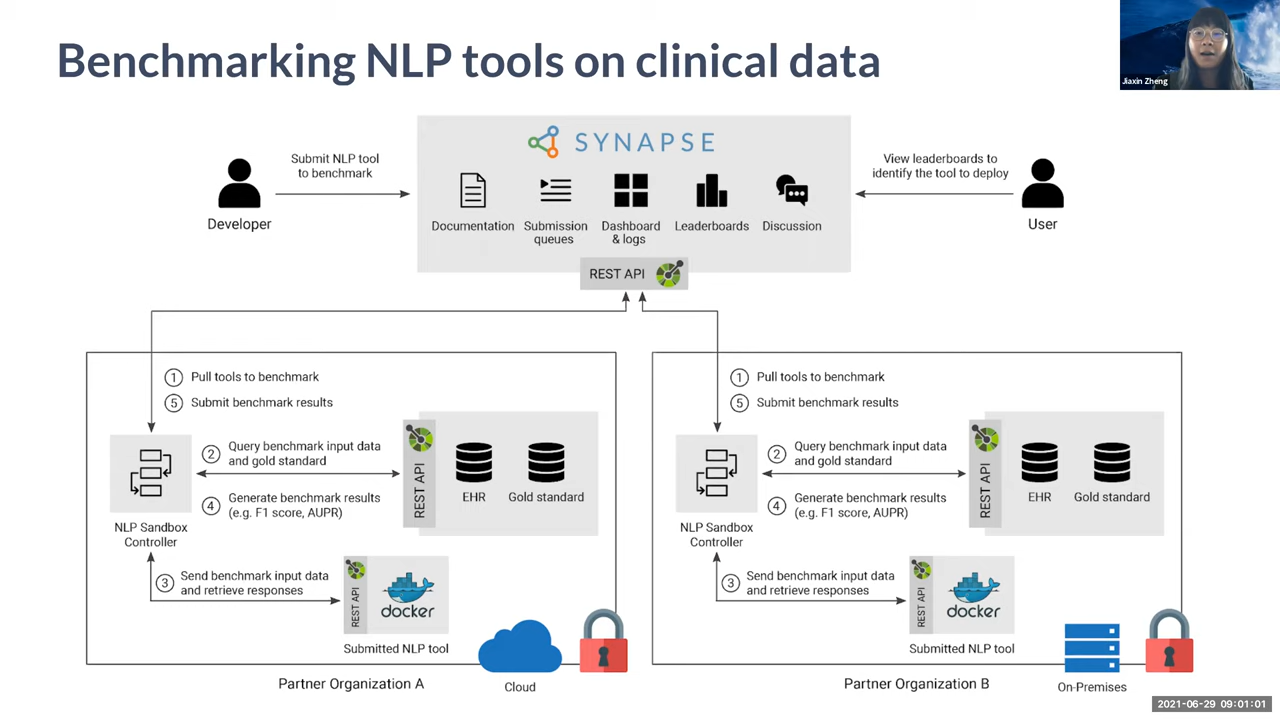 Benchmarking NLP tools on clinical data
Jiaxin Zheng
SYNAPSE
Submit NLP tool
to benchmark
Developer
View leaderboards to
identify the tool to deploy
User
Documentation
Submission
queues
Dashboard
& logs
Leaderboards
Discussion
REST API
1 Pull tools to benchmark
5 Submit benchmark results
2 Query benchmark input data
and gold standard
4 Generate benchmark results
(e.g. F1 score, AUPR)
REST API
EHR
Gold standard
NLP Sandbox
Controller
3 Send benchmark input data
and retrieve responses
REST API
docker
Submitted NLP tool
Cloud
Partner Organization A
1 Pull tools to benchmark
5 Submit benchmark results
2 Query benchmark input data
and gold standard
4 Generate benchmark results
(e.g. F1 score, AUPR)
REST API
EHR
Gold standard
NLP Sandbox
Controller
3 Send benchmark input data
and retrieve responses
REST API
docker
Submitted NLP tool
On-Premises
Partner Organization B
2021-06-29 09:01:01